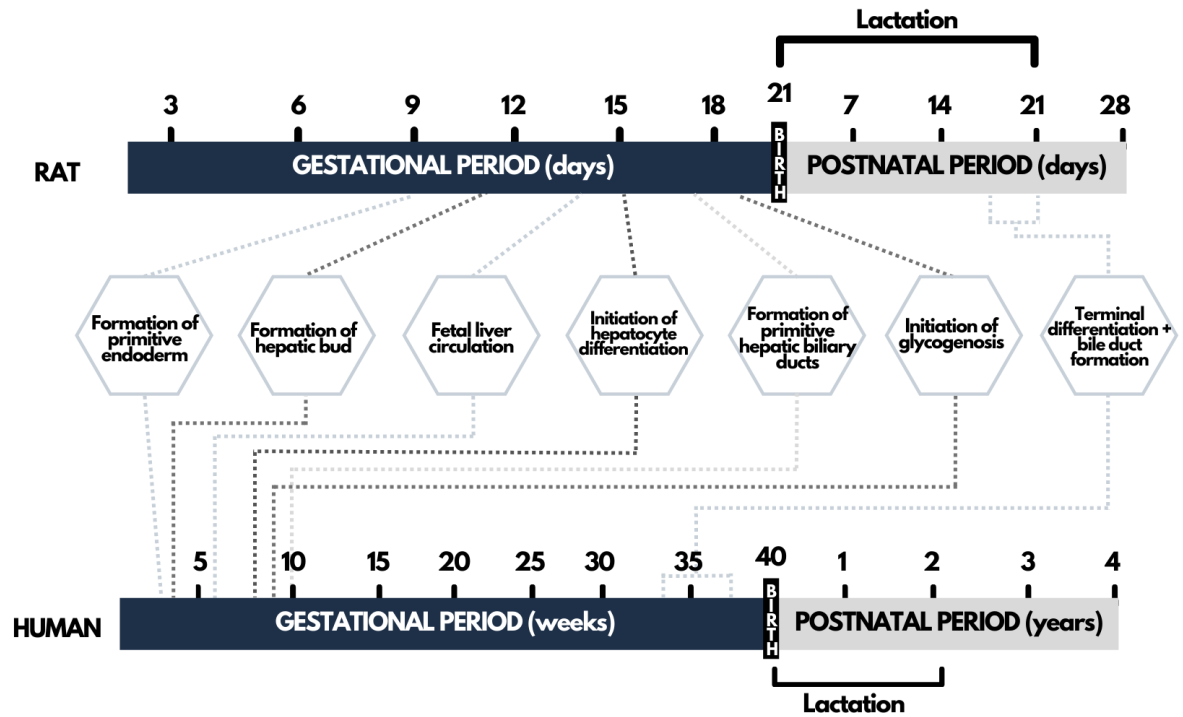 Lactation
3 6 9 12 15 18 21 7 14 21 28
RAT
GESTATIONAL PERIOD (days)
BIRTH
POSTNATAL PERIOD (days)
Formation of
primitive
endoderm
Formation of
hepatic bud
Fetal liver
circulation
Initiation of
hepatocyte
differentiation
Formation of
primitive
hepatic biliary
ducts
Initiation of
glycogenosis
Terminal
differentiation +
bile duct
formation
5 10 15 20 25 30 35 40 1 2 3 4
HUMAN
GESTATIONAL PERIOD (weeks)
BIRTH
POSTNATAL PERIOD (years)
Lactation